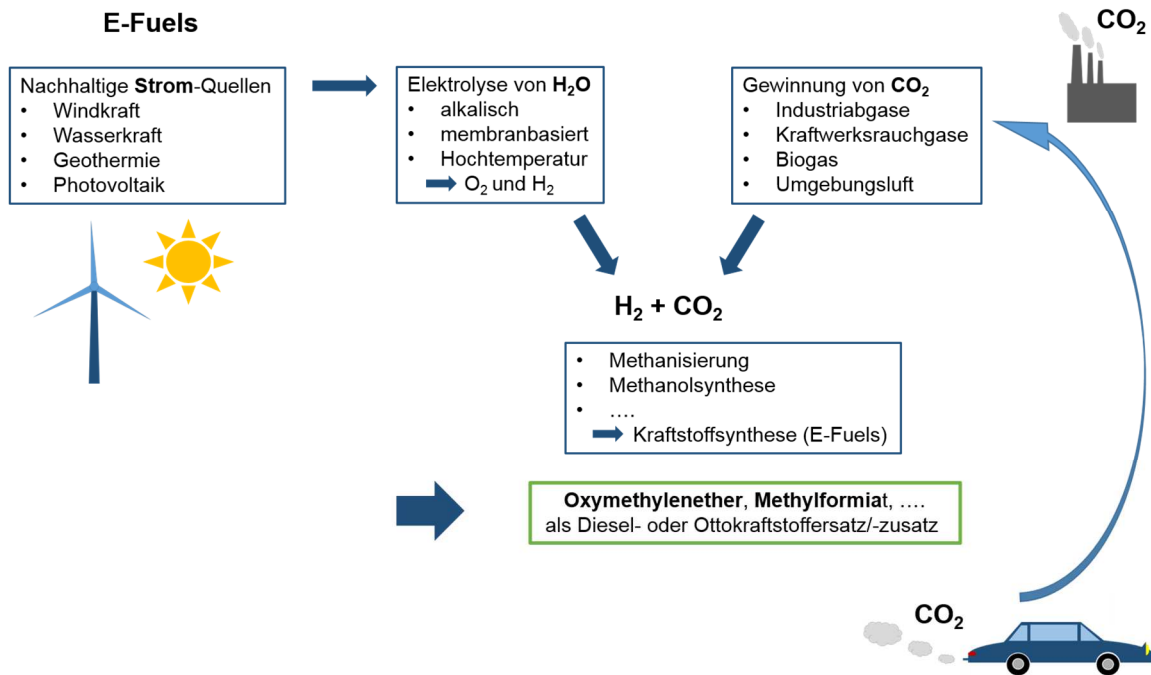 E-Fuels
CO₂
Nachhaltige Strom-Quellen
• Windkraft
• Wasserkraft
• Geothermie
• Photovoltaik
Elektrolyse von H₂O
• alkalisch
• membranbasiert
• Hochtemperatur
O₂ und H₂
Gewinnung von CO₂
• Industriabgase
• Kraftwerksrauchgase
• Biogas
• Umgebungsluft
H₂ + CO₂
• Methanisierung
• Methanolsynthese
• ….
Kraftstoffsynthese (E-Fuels)
Oxymethylenether, Methylformiat, ….
als Diesel- oder Ottokraftstoffersatz/-zusatz
CO₂